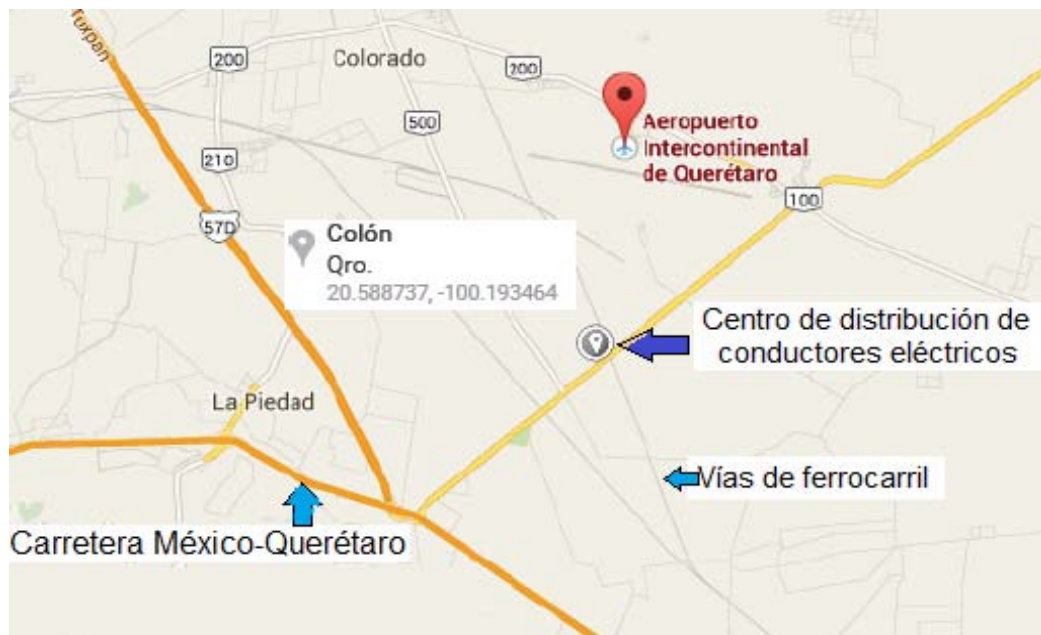 Tuxpan
200
Colorado
200
500
Aeropuerto
Intercontinental
de Querétaro
210
100
57D
Colón
Qro.
20.588737, -100.193464
Centro de distribución de
conductores eléctricos
La Piedad
Vías de ferrocarril
Carretera México-Querétaro